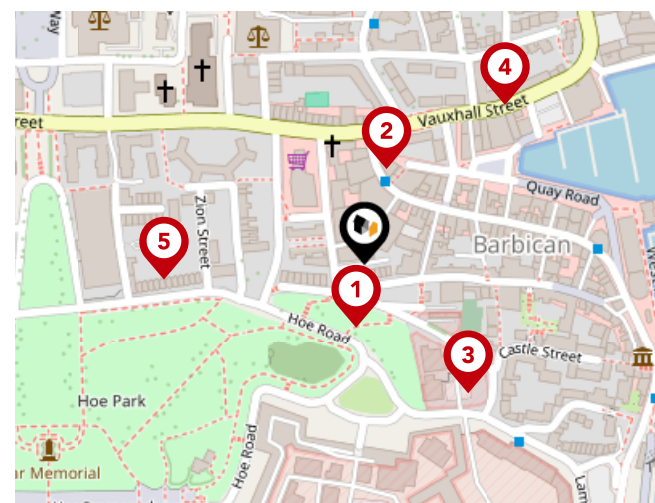 Way
4
Vauxhall Street
reet
2
Quay Road
Zion Street
5
Barbican
1
Hoe Road
3
Castle Street
Hoe Park
Hoe Road
ar Memorial